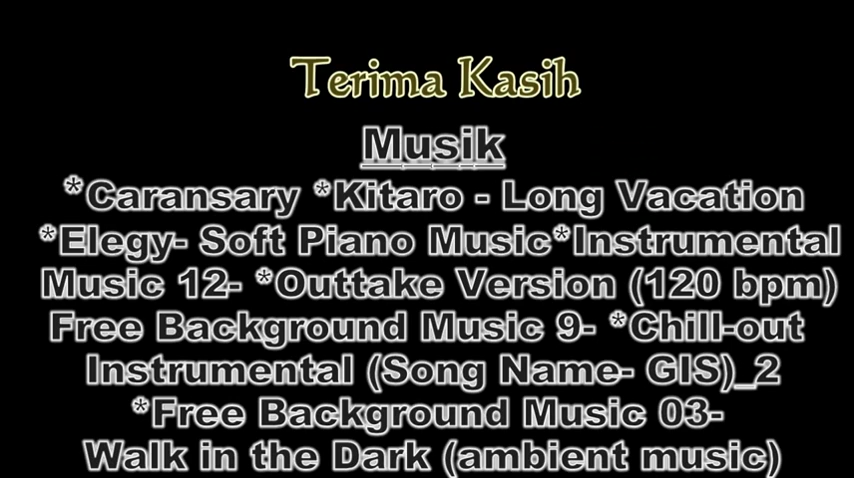 Terima Kasih
Musik
*Caransary *Kitaro - Long Vacation
*Elegy- Soft Piano Music*Instrumental
Music 12- *Outtake Version (120 bpm)
Free Background Music 9- *Chill-out
Instrumental (Song Name- GIS)_2
*Free Background Music 03-
Walk in the Dark (ambient music)